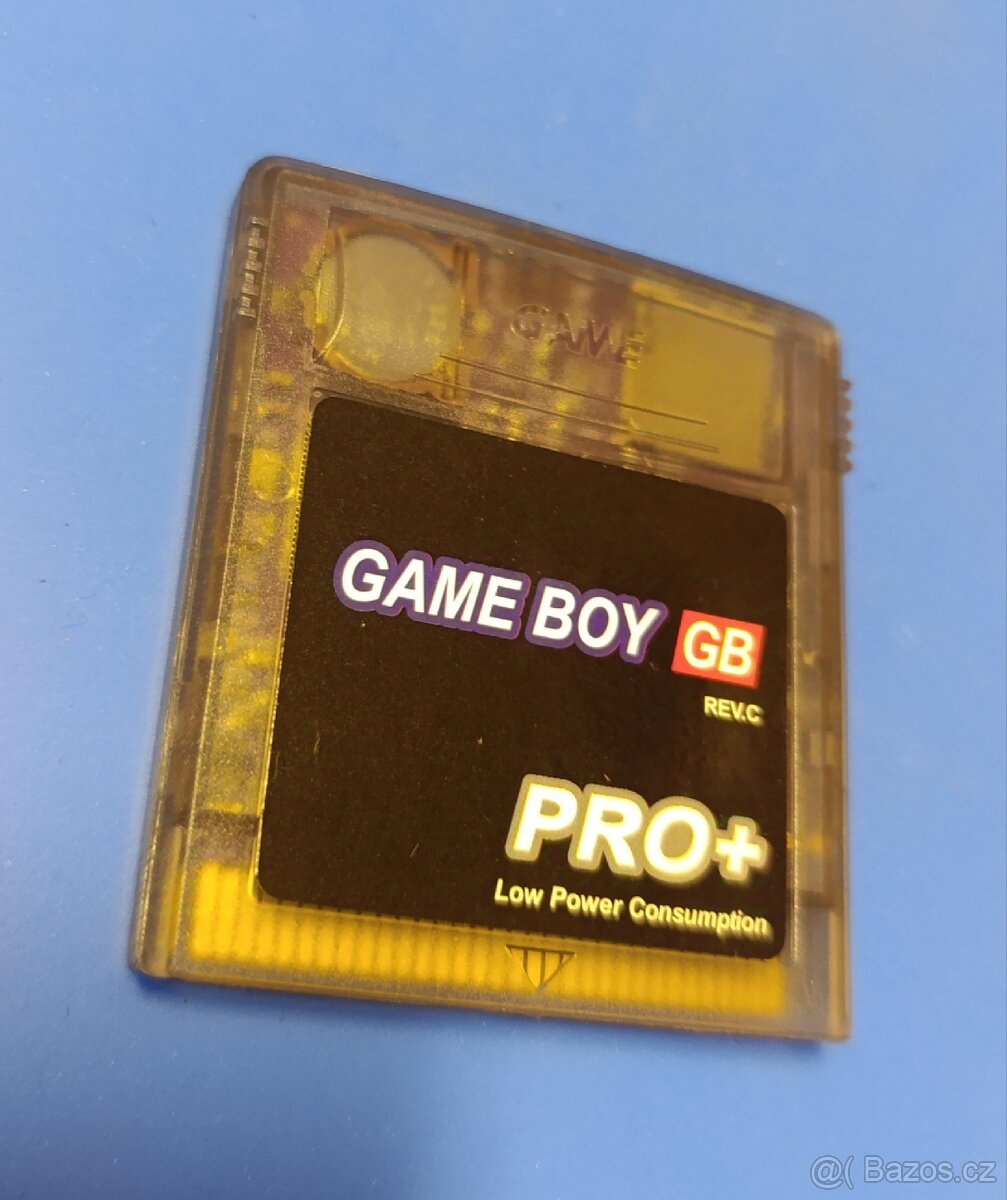 GAME
GAME BOY GB
REV.C
PRO+
Low Power Consumption
@( Bazos.cz